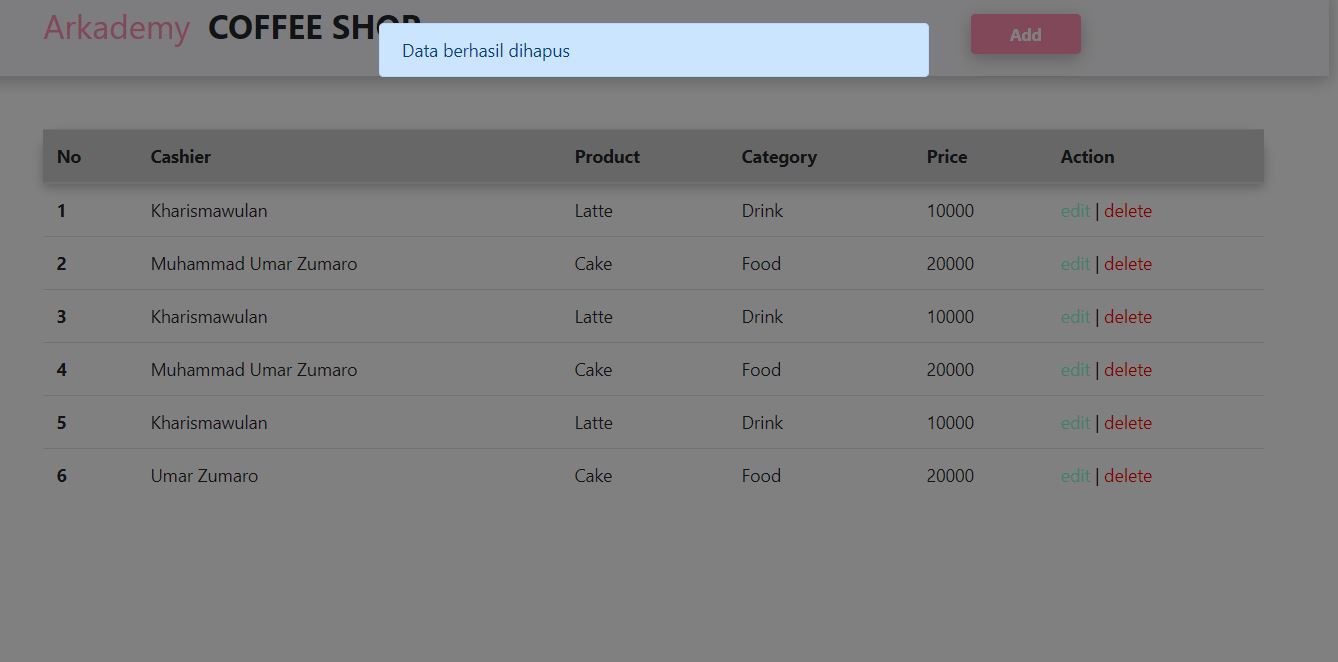 Arkademy COFFEE SHOP Add
Data berhasil dihapus
No Cashier Product Category Price Action
1 Kharismawulan Latte Drink 10000 edit | delete
2 Muhammad Umar Zumaro Cake Food 20000 edit | delete
3 Kharismawulan Latte Drink 10000 edit | delete
4 Muhammad Umar Zumaro Cake Food 20000 edit | delete
5 Kharismawulan Latte Drink 10000 edit | delete
6 Umar Zumaro Cake Food 20000 edit | delete